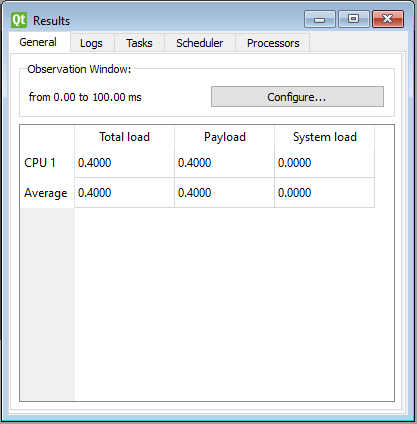 Qt Results
General Logs Tasks Scheduler Processors
Observation Window:
from 0.00 to 100.00 ms Configure...
Total load Payload System load
CPU 1 0.4000 0.4000 0.0000
Average 0.4000 0.4000 0.0000